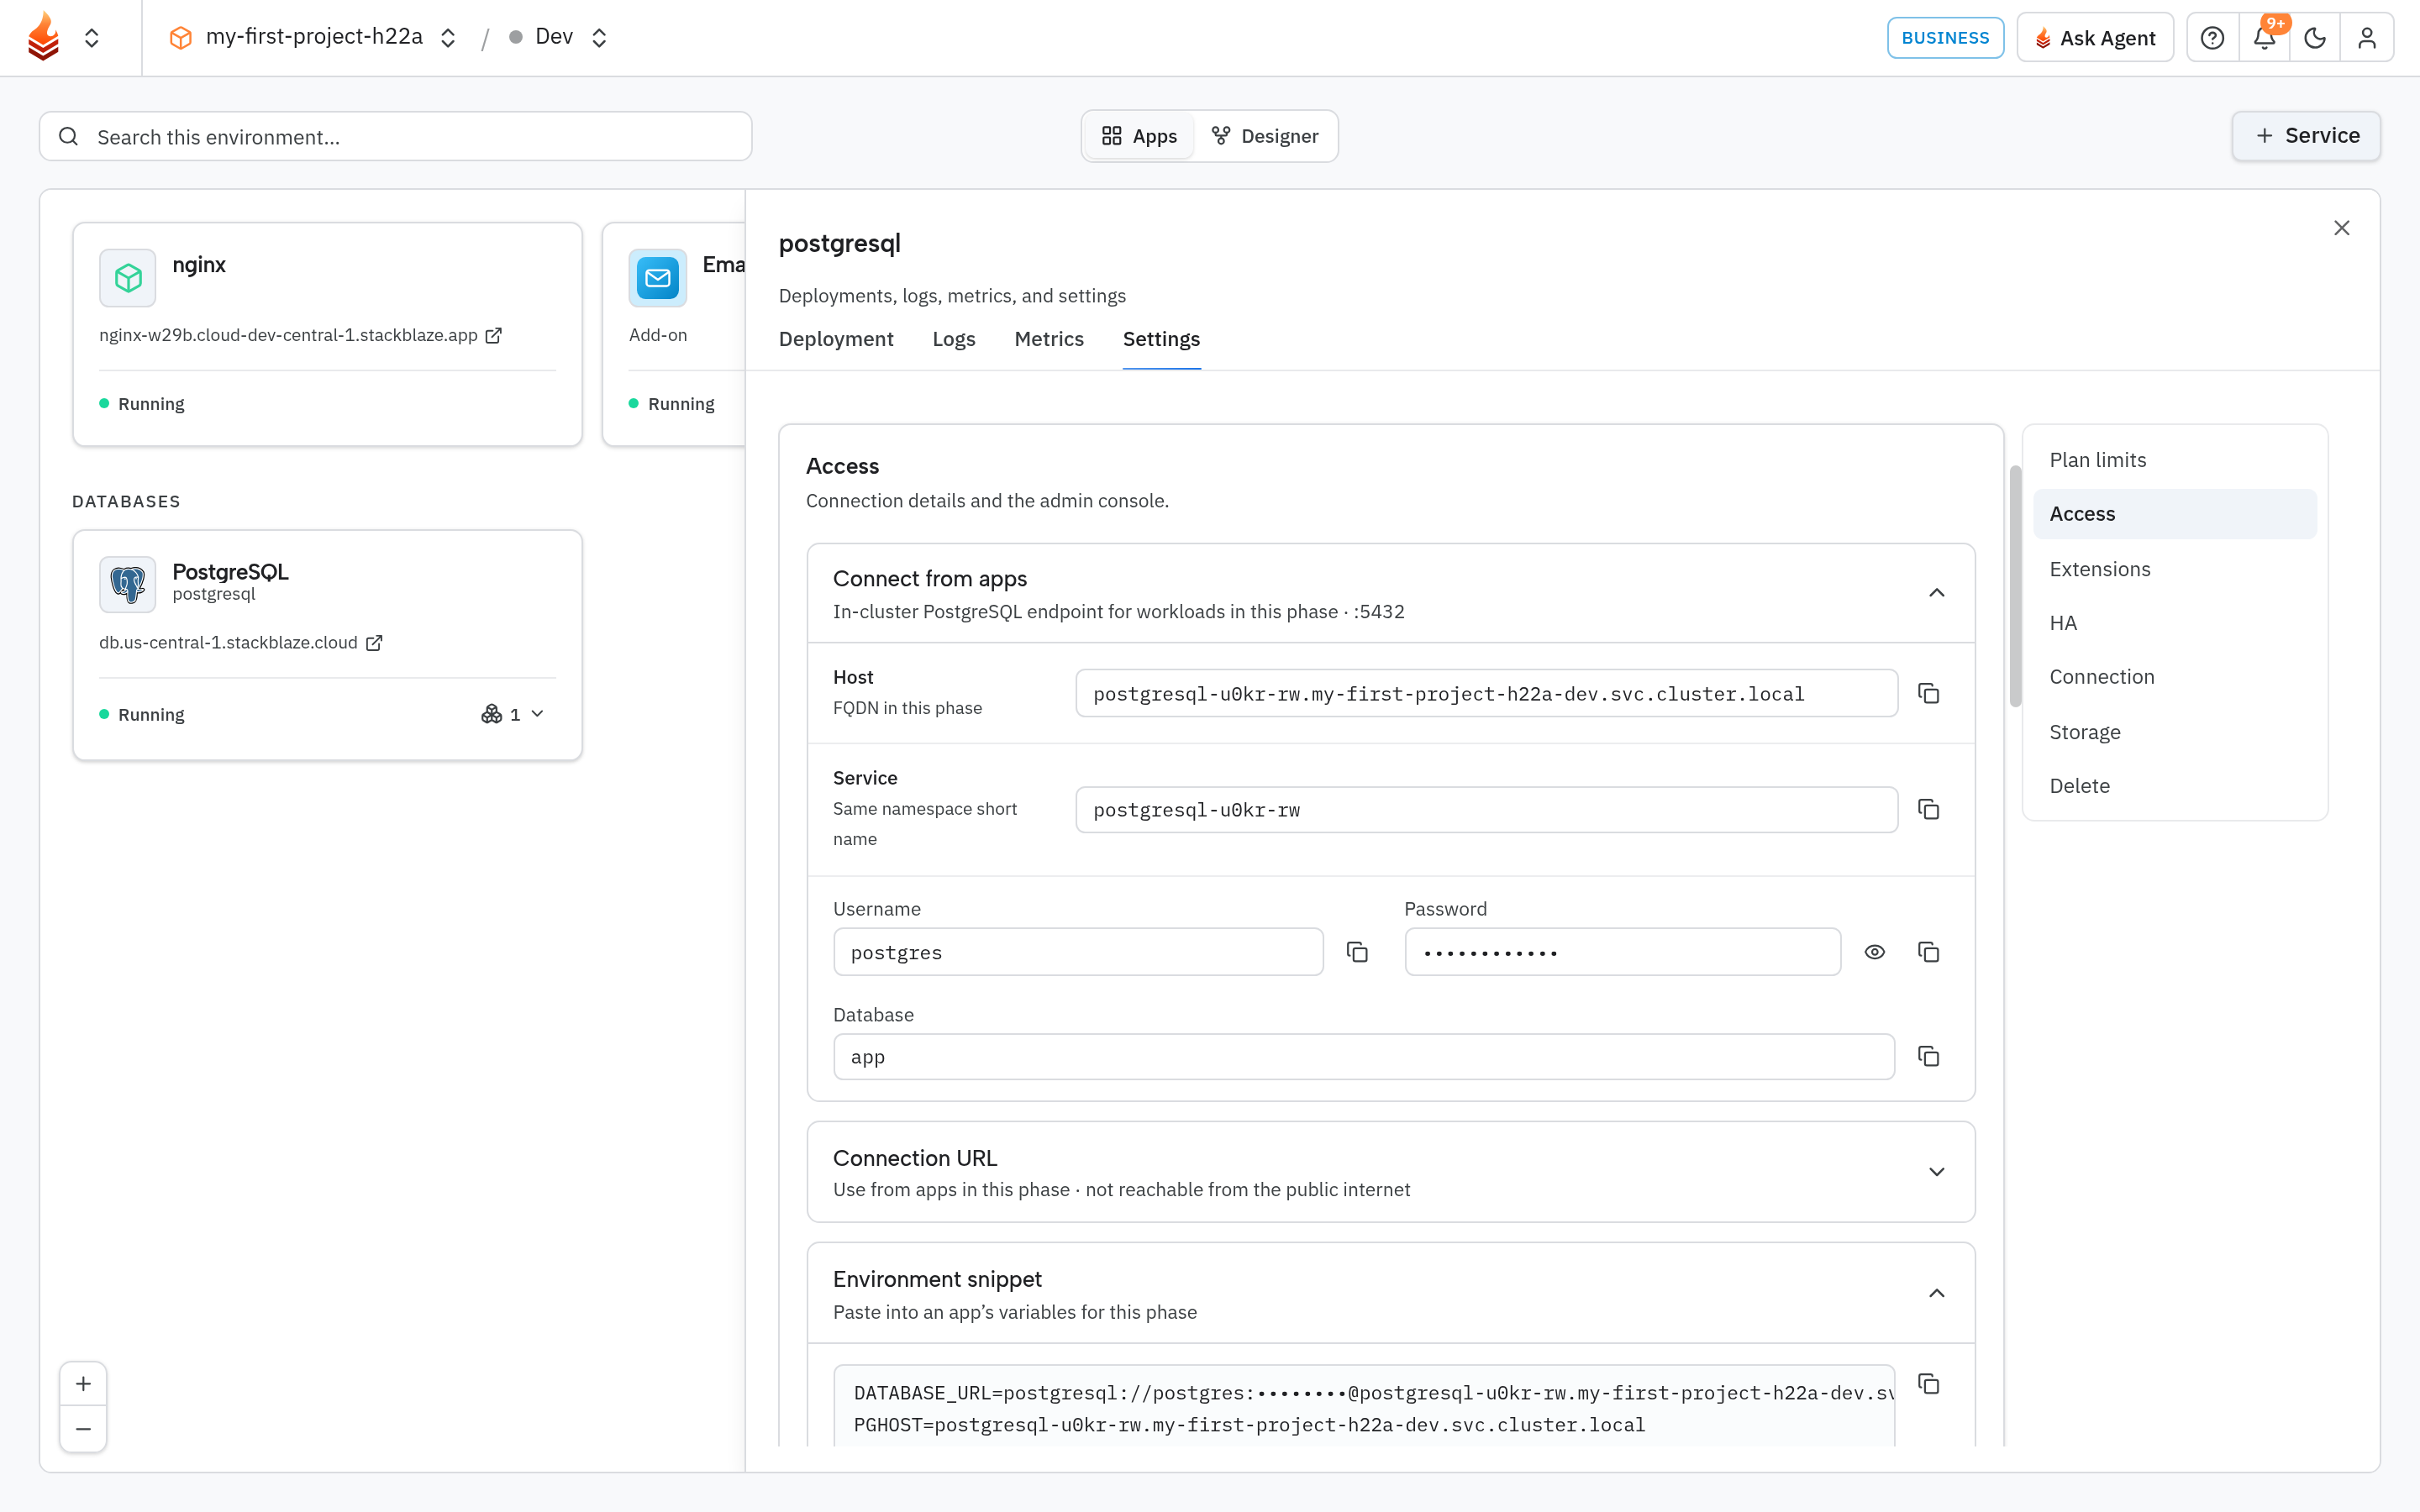 my-first-project-h22a / Dev
BUSINESS
Ask Agent
9+
Search this environment...
Apps
Designer
+ Service
nginx
nginx-w29b.cloud-dev-central-1.stackblaze.app
Running
Ema
Add-on
Running
DATABASES
PostgreSQL
postgresql
db.us-central-1.stackblaze.cloud
Running
1
postgresql
Deployments, logs, metrics, and settings
Deployment
Logs
Metrics
Settings
Access
Connection details and the admin console.
Connect from apps
In-cluster PostgreSQL endpoint for workloads in this phase · :5432
Host
FQDN in this phase
postgresql-u0kr-rw.my-first-project-h22a-dev.svc.cluster.local
Service
Same namespace short
name
postgresql-u0kr-rw
Username
postgres
Password
••••••••••••
Database
app
Connection URL
Use from apps in this phase · not reachable from the public internet
Environment snippet
Paste into an app’s variables for this phase
DATABASE_URL=postgresql://postgres:••••••••@postgresql-u0kr-rw.my-first-project-h22a-dev.sv
PGHOST=postgresql-u0kr-rw.my-first-project-h22a-dev.svc.cluster.local
Plan limits
Access
Extensions
HA
Connection
Storage
Delete